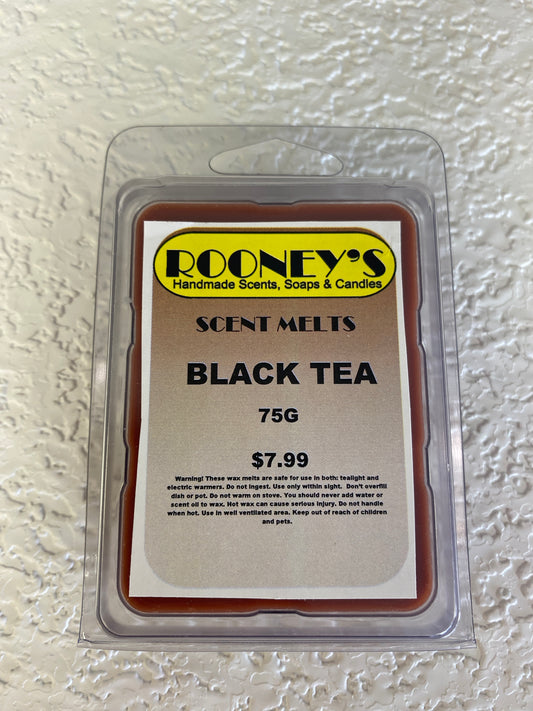 ROONEY'S
Handmade Scents, Soaps & Candles
SCENT MELTS
BLACK TEA
75G
$7.99
Warning! These wax melts are safe for use in both: tealight and
electric warmers. Do not ingest. Use only within sight. Don't overfill
dish or pot. Do not warm on stove. You should never add water or
scent oil to wax. Hot wax can cause serious injury. Do not handle
when hot. Use in well ventilated area. Keep out of reach of children
and pets.